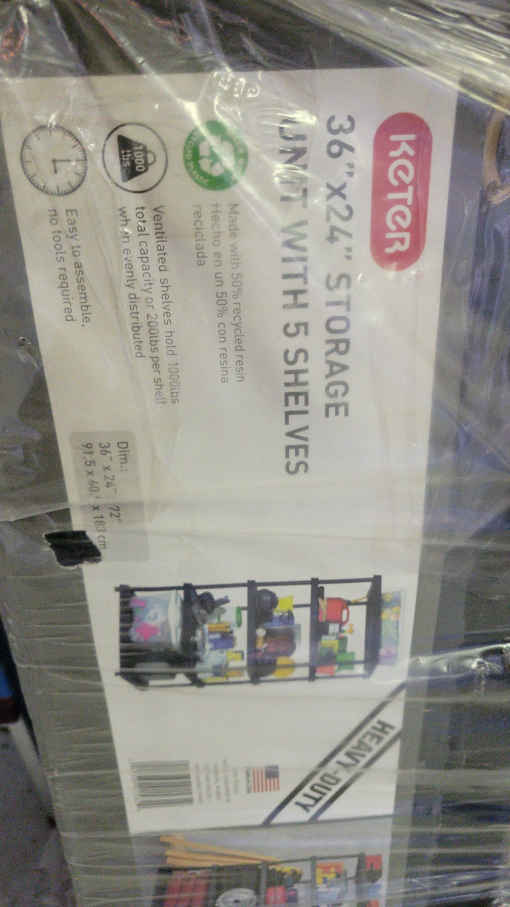 KETER
36"x24" STORAGE
UNIT WITH 5 SHELVES
Made with 50% recycled resin
Hecho en un 50% con resina
reciclada
1000
lbs
Ventilated shelves hold 1000lbs
total capacity or 200lbs per shelf
when evenly distributed
Easy to assemble,
no tools required
Dim.:
36" x 24" 72"
91.5 x 60. x 183 cm
HEAVY-DUTY